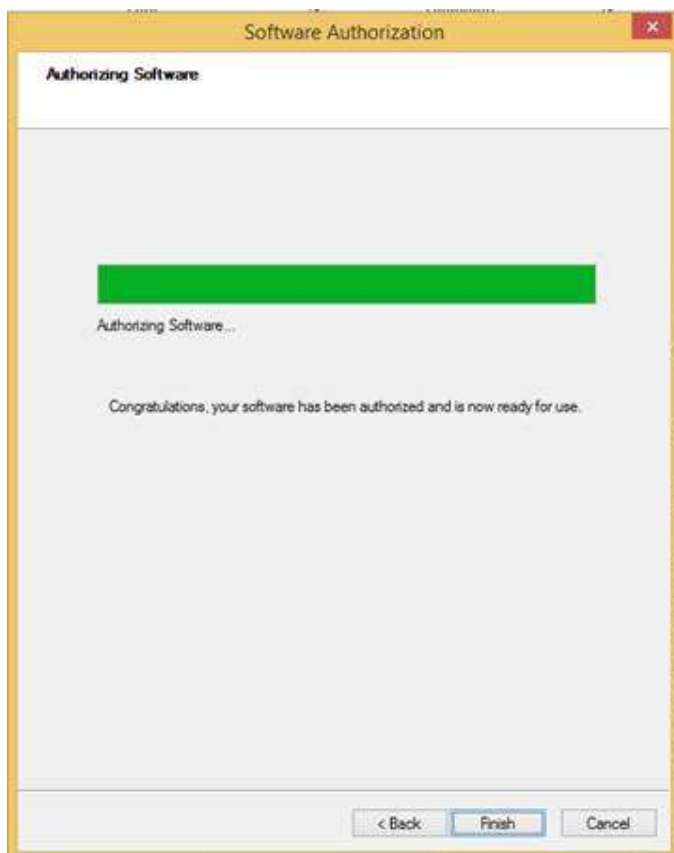 Software Authorization
Authorizing Software
Authorizing Software...
Congratulations, your software has been authorized and is now ready for use.
< Back Finish Cancel